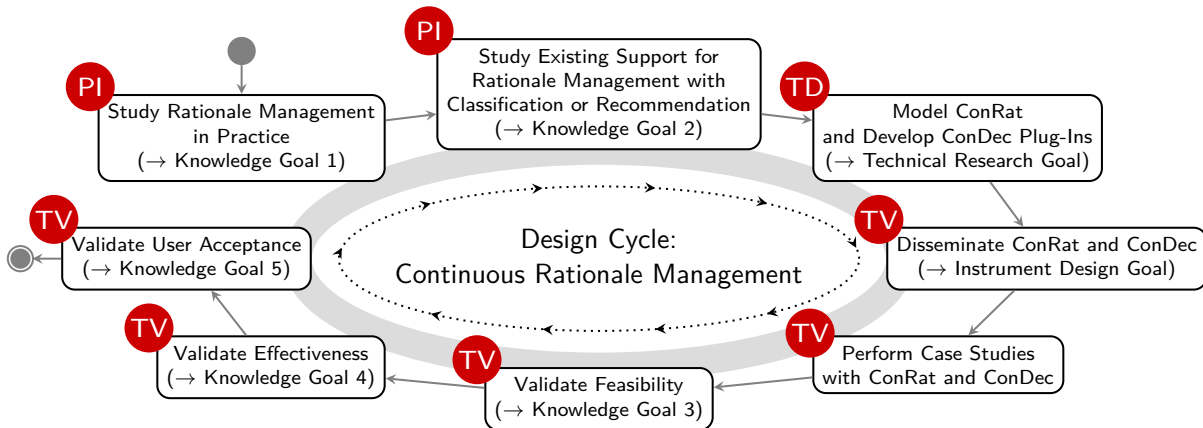 PI
Study Rationale Management
in Practice
(→ Knowledge Goal 1)
PI
Study Existing Support for
Rationale Management with
Classification or Recommendation
(→ Knowledge Goal 2)
TD
Model ConRat
and Develop ConDec Plug-Ins
(→ Technical Research Goal)
TV
Disseminate ConRat and ConDec
(→ Instrument Design Goal)
TV
Perform Case Studies
with ConRat and ConDec
TV
Validate Feasibility
(→ Knowledge Goal 3)
TV
Validate Effectiveness
(→ Knowledge Goal 4)
TV
Validate User Acceptance
(→ Knowledge Goal 5)
Design Cycle:
Continuous Rationale Management